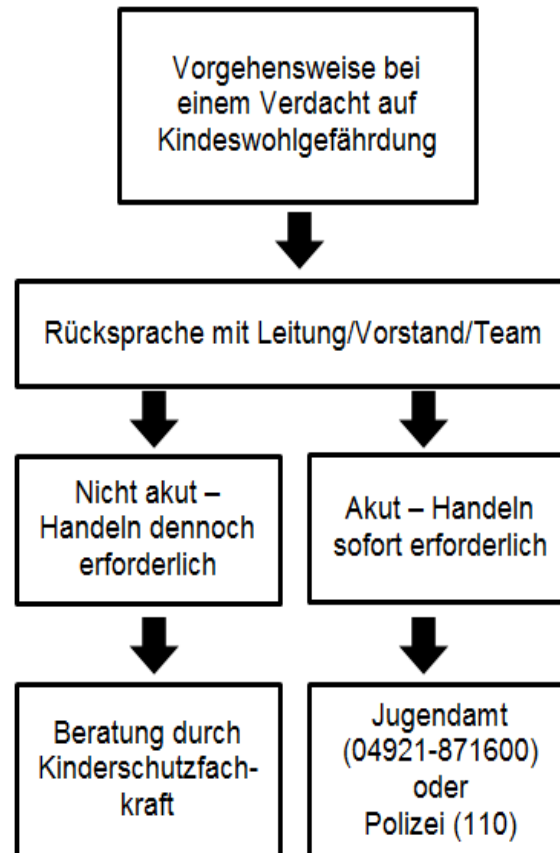 Vorgehensweise bei
einem Verdacht auf
Kindeswohlgefährdung
Rücksprache mit Leitung/Vorstand/Team
Nicht akut –
Handeln dennoch
erforderlich
Akut – Handeln
sofort erforderlich
Beratung durch
Kinderschutzfach-
kraft
Jugendamt
(04921-871600)
oder
Polizei (110)